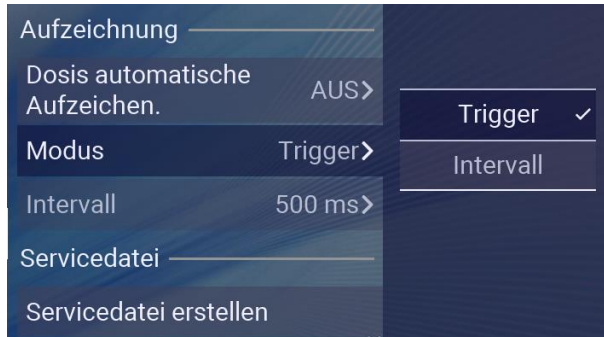 Aufzeichnung
Dosis automatische
Aufzeichen.
AUS
Modus
Trigger
Intervall
500 ms
Servicedatei
Servicedatei erstellen
Trigger
Intervall